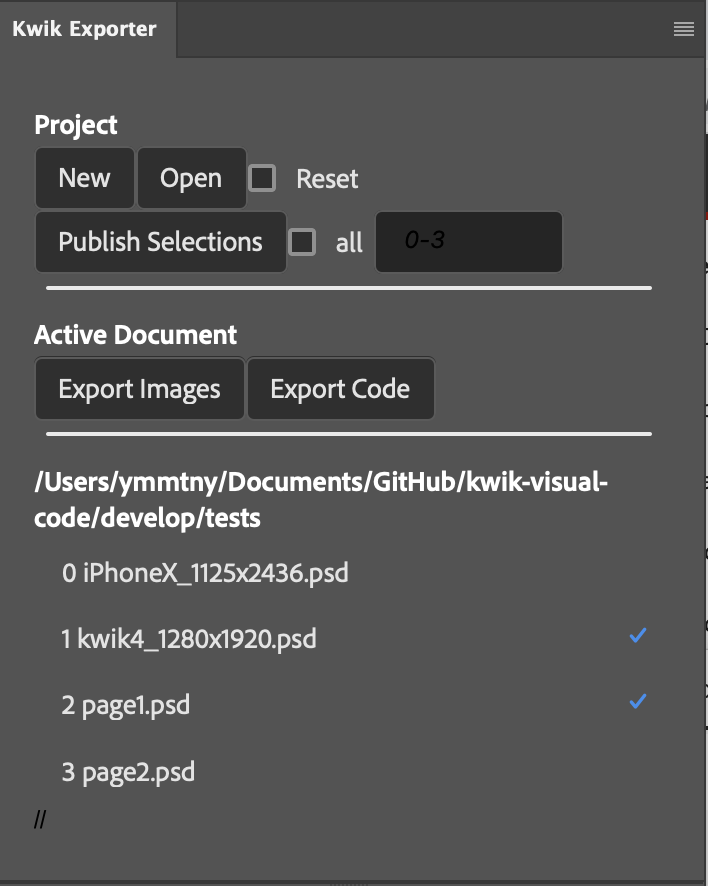 Kwik Exporter
Project
New Open Reset
Publish Selections all 0-3
Active Document
Export Images Export Code
/Users/ymmtny/Documents/GitHub/kwik-visual-
code/develop/tests
0 iPhoneX_1125x2436.psd
1 kwik4_1280x1920.psd
2 page1.psd
3 page2.psd
//